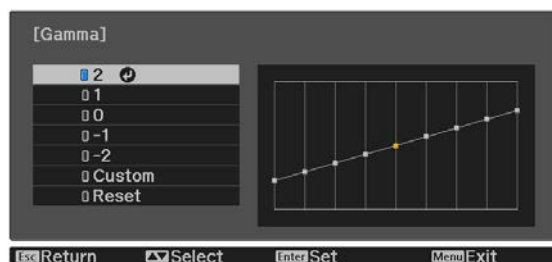 [Gamma]
2
1
0
-1
-2
Custom
Reset
Esc Return Select Enter Set Menu Exit